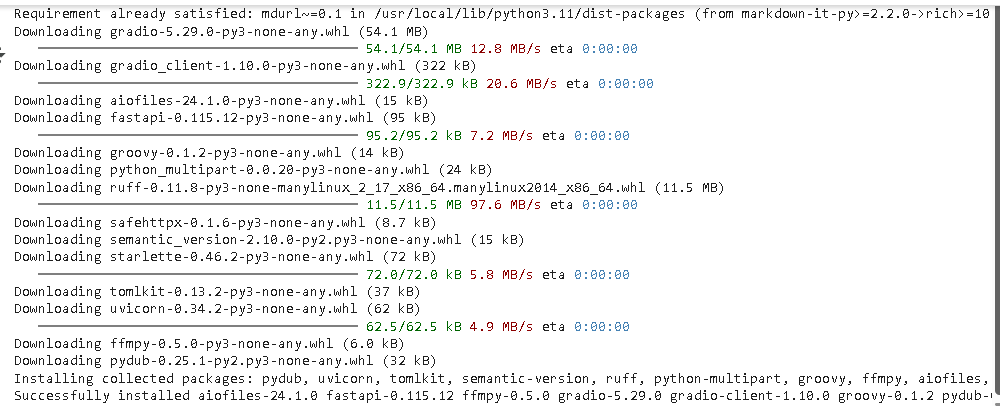 Requirement already satisfied: mdurl~=0.1 in /usr/local/lib/python3.11/dist-packages (from markdown-it-py>=2.2.0->rich>=10
Downloading gradio-5.29.0-py3-none-any.whl (54.1 MB)
54.1/54.1 MB 12.8 MB/s eta 0:00:00
Downloading gradio_client-1.10.0-py3-none-any.whl (322 kB)
322.9/322.9 kB 20.6 MB/s eta 0:00:00
Downloading aiofiles-24.1.0-py3-none-any.whl (15 kB)
Downloading fastapi-0.115.12-py3-none-any.whl (95 kB)
95.2/95.2 kB 7.2 MB/s eta 0:00:00
Downloading groovy-0.1.2-py3-none-any.whl (14 kB)
Downloading python_multipart-0.0.20-py3-none-any.whl (24 kB)
Downloading ruff-0.11.8-py3-none-manylinux_2_17_x86_64.manylinux2014_x86_64.whl (11.5 MB)
11.5/11.5 MB 97.6 MB/s eta 0:00:00
Downloading safehttpx-0.1.6-py3-none-any.whl (8.7 kB)
Downloading semantic_version-2.10.0-py2.py3-none-any.whl (15 kB)
Downloading starlette-0.46.2-py3-none-any.whl (72 kB)
72.0/72.0 kB 5.8 MB/s eta 0:00:00
Downloading tomlkit-0.13.2-py3-none-any.whl (37 kB)
Downloading uvicorn-0.34.2-py3-none-any.whl (62 kB)
62.5/62.5 kB 4.9 MB/s eta 0:00:00
Downloading ffmpy-0.5.0-py3-none-any.whl (6.0 kB)
Downloading pydub-0.25.1-py2.py3-none-any.whl (32 kB)
Installing collected packages: pydub, uvicorn, tomlkit, semantic-version, ruff, python-multipart, groovy, ffmpy, aiofiles,
Successfully installed aiofiles-24.1.0 fastapi-0.115.12 ffmpy-0.5.0 gradio-5.29.0 gradio-client-1.10.0 groovy-0.1.2 pydub-